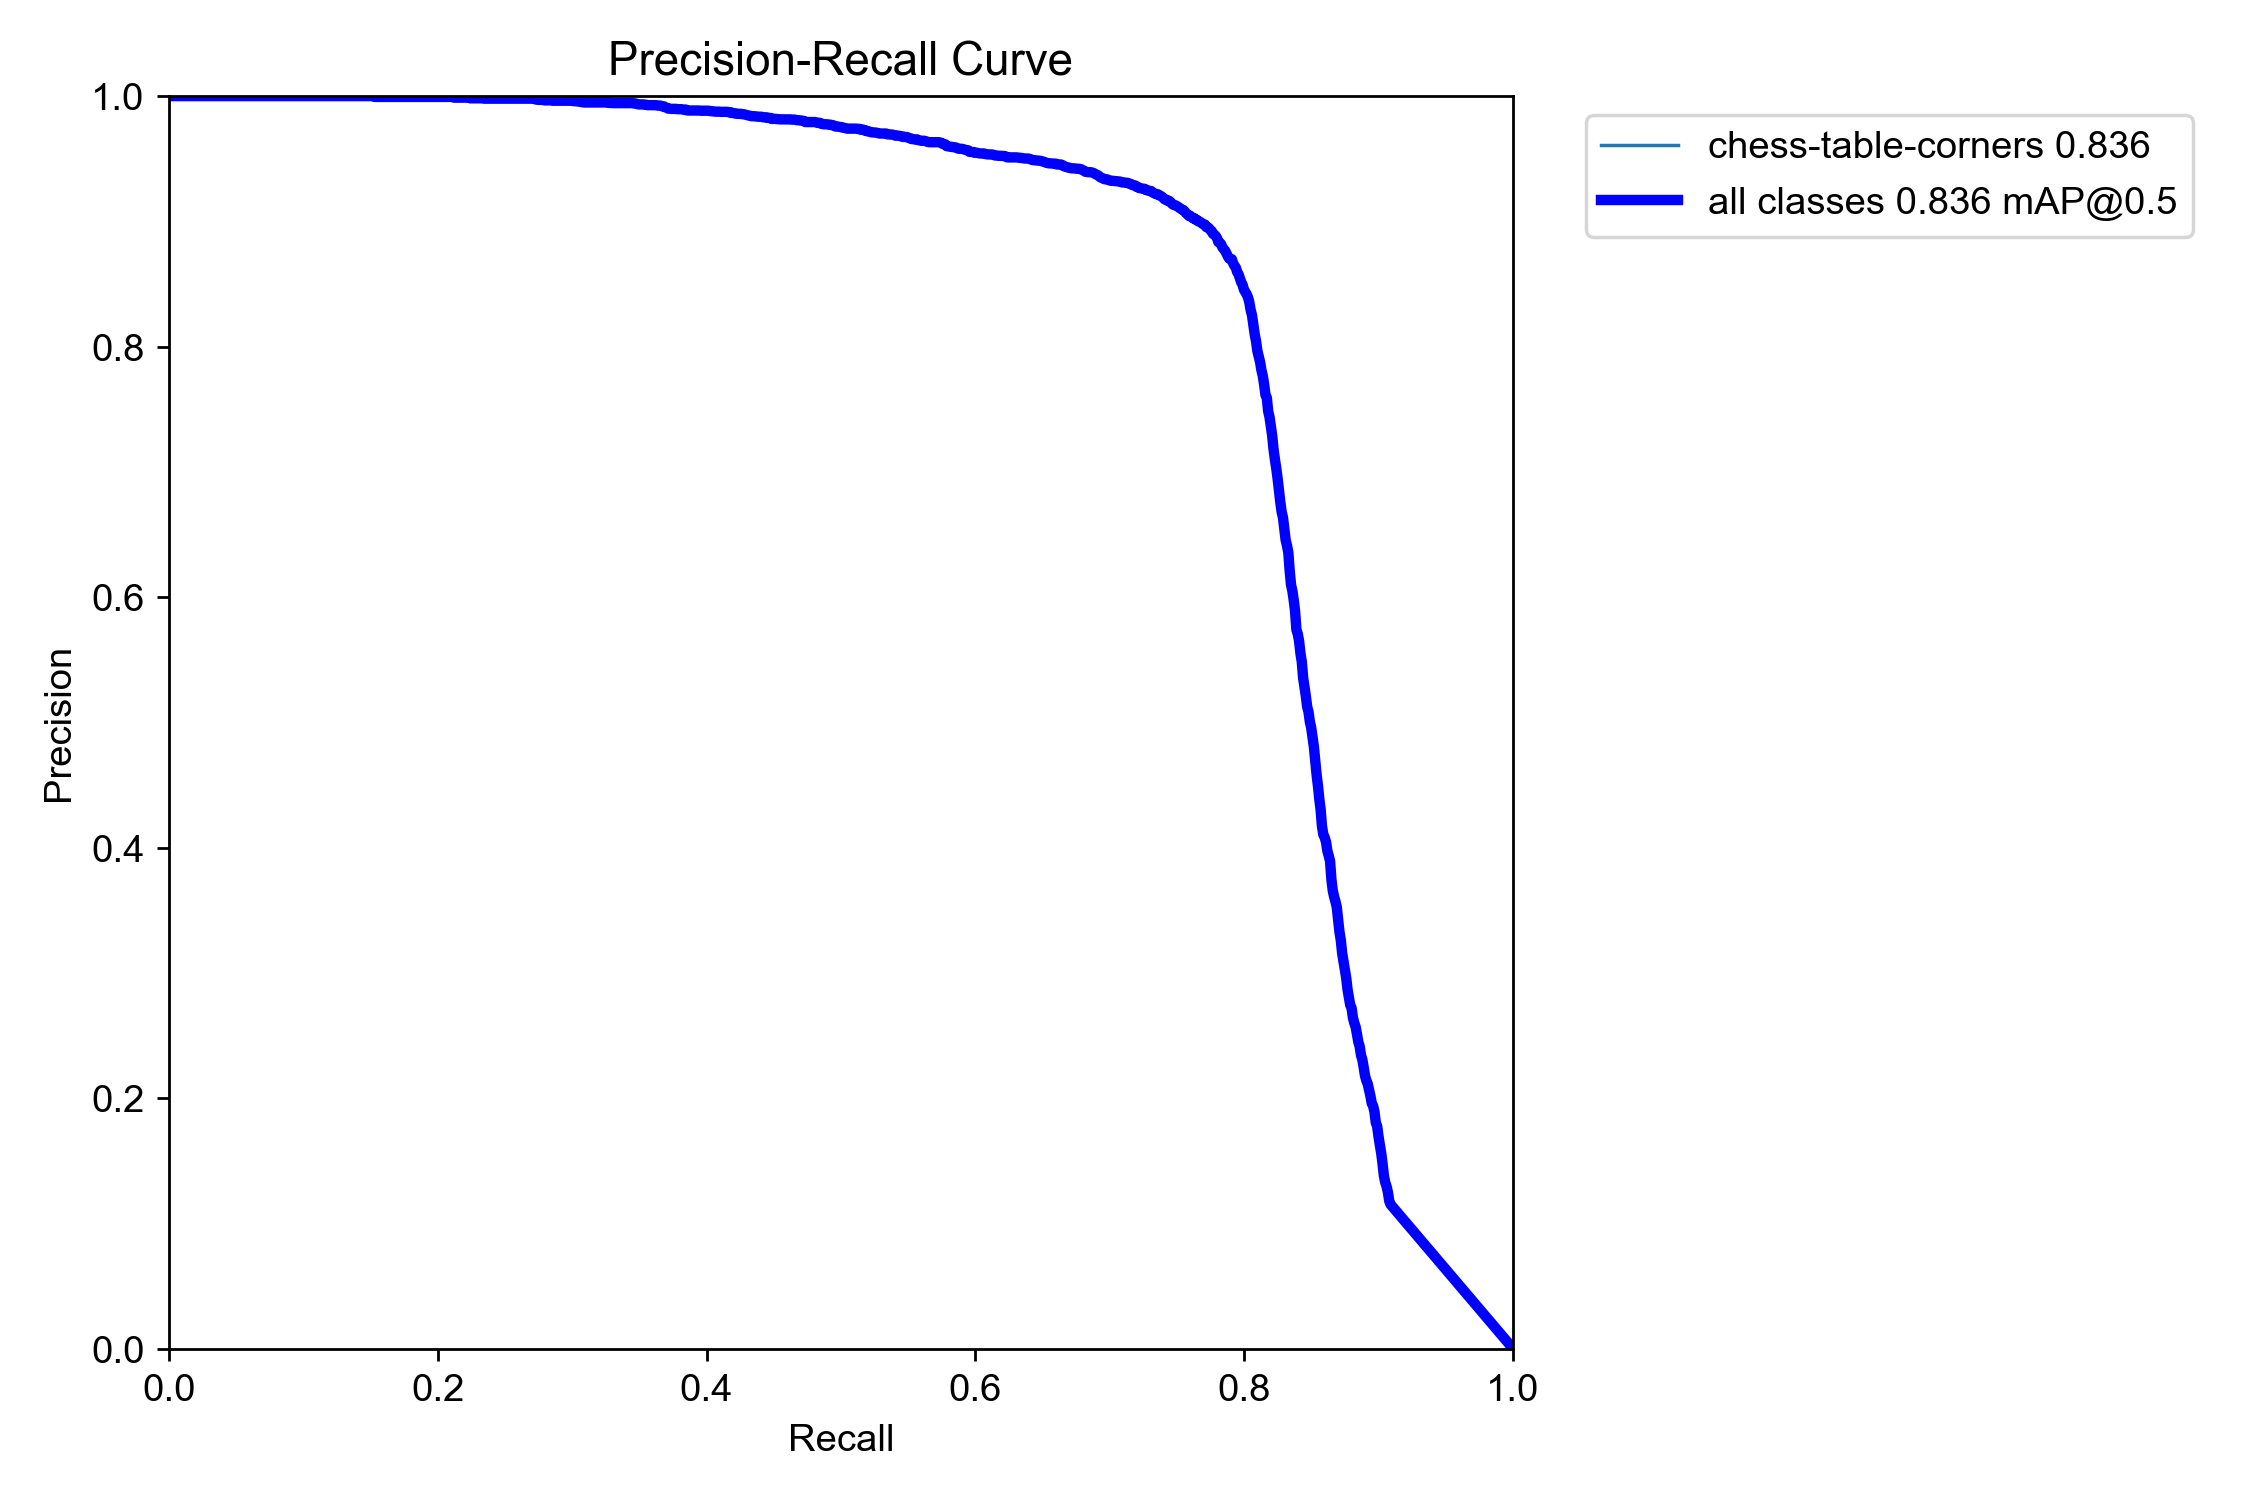 Precision-Recall Curve
1.0
0.8
0.6
0.4
0.2
0.0
Precision
0.0 0.2 0.4 0.6 0.8 1.0
Recall
chess-table-corners 0.836
all classes 0.836 mAP@0.5